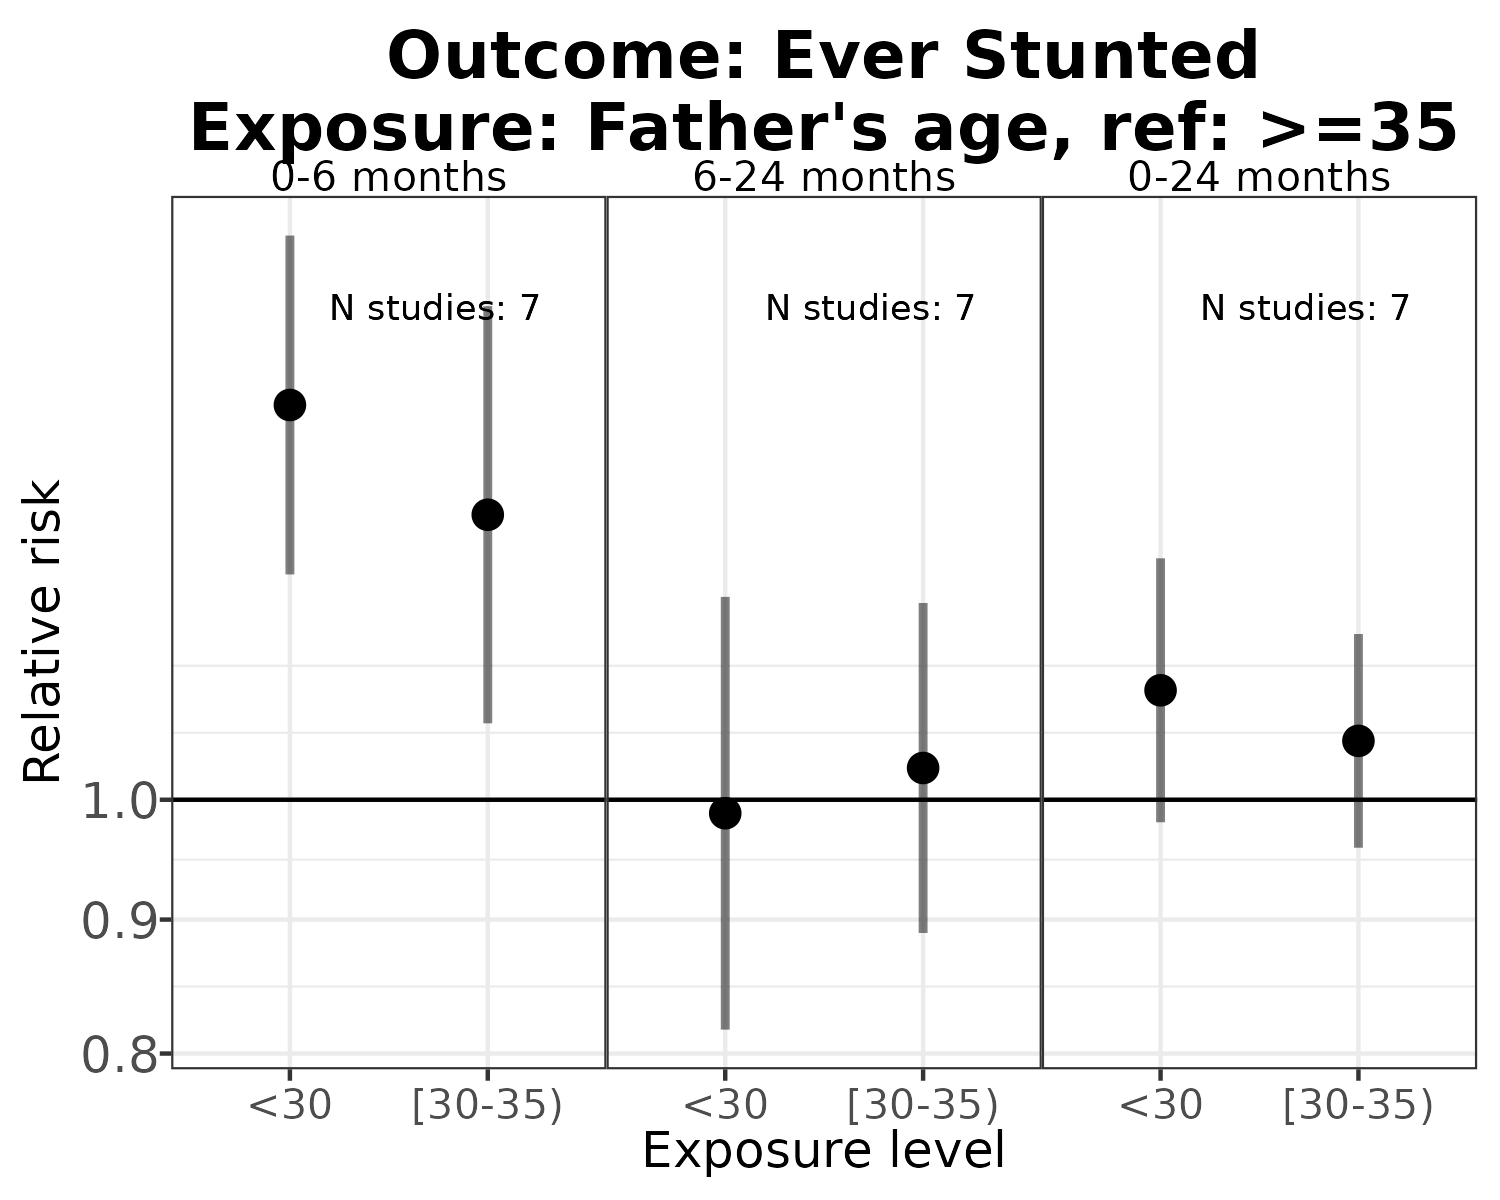 Outcome: Ever Stunted
Exposure: Father's age, ref: >=35
0-6 months
6-24 months
0-24 months
N studies: 7
N studies: 7
N studies: 7
Relative risk
1.0
0.9
0.8
<30
[30-35)
<30
[30-35)
<30
[30-35)
Exposure level